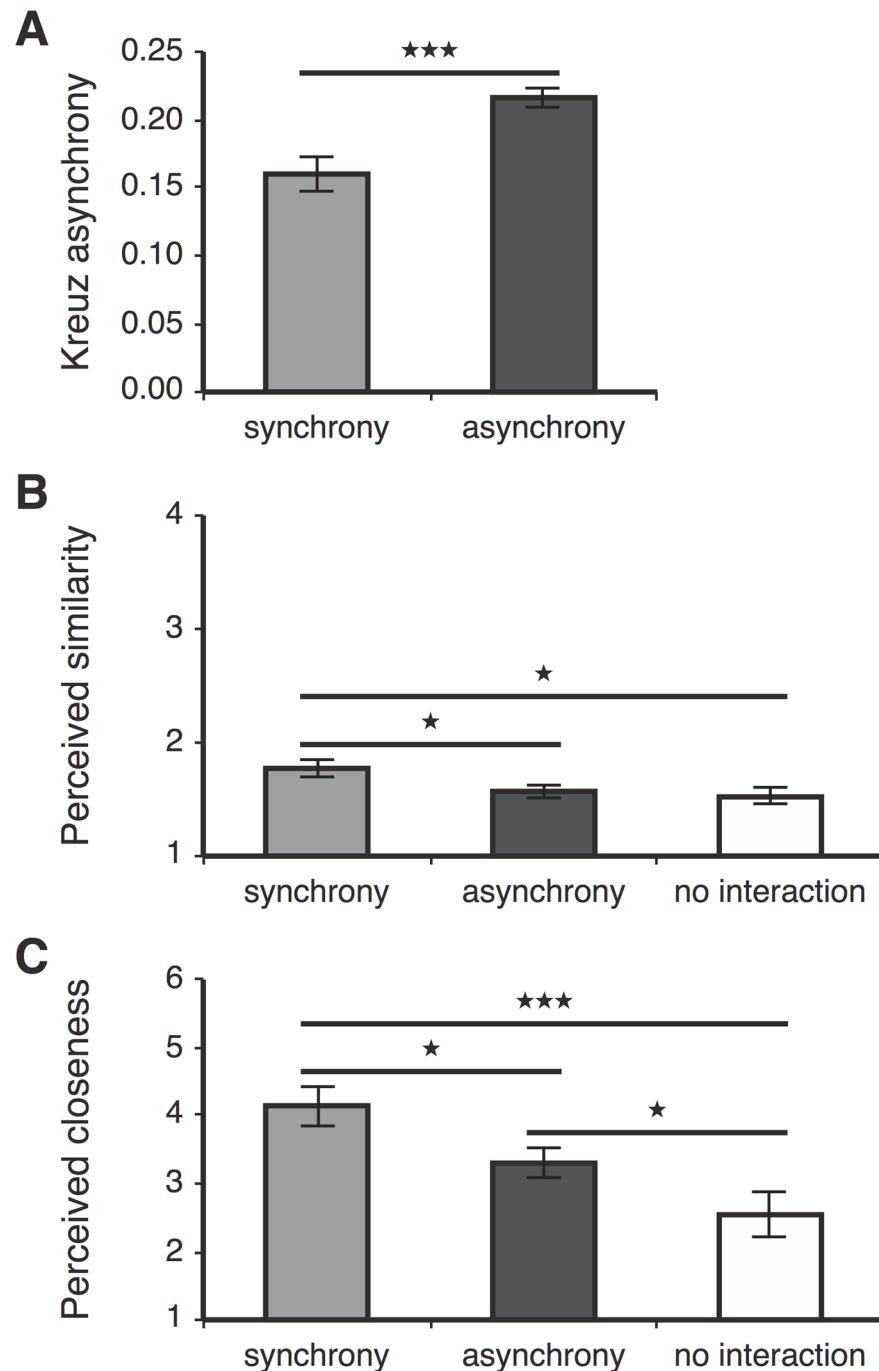 A
Kreuz asynchrony
0.25
0.20
0.15
0.10
0.05
0.00
★★★
synchrony asynchrony
B
Perceived similarity
4
3
2
1
★
★
synchrony asynchrony no interaction
C
Perceived closeness
6
5
4
3
2
1
★★★
★
★
synchrony asynchrony no interaction